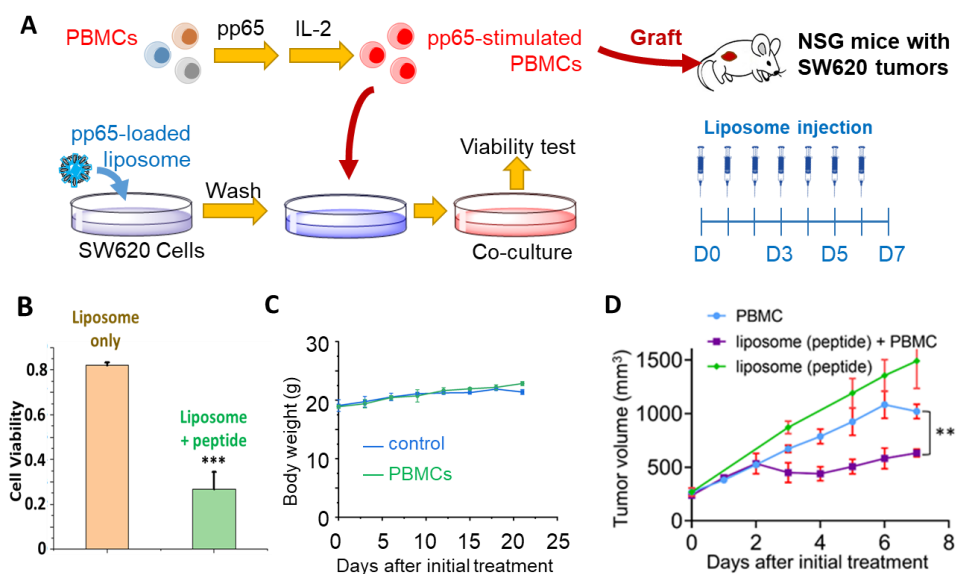 A
PBMCs
pp65
IL-2
pp65-stimulated
PBMCs
Graft
NSG mice with
SW620 tumors
pp65-loaded
liposome
Wash
Viability test
SW620 Cells
Co-culture
Liposome injection
D0
D3
D5
D7
B
Liposome
only
Liposome
+ peptide
***
Cell Viability
0.8
0.6
0.4
0.2
0
C
Body weight (g)
30
20
10
0
control
PBMCs
0
5
10
15
20
25
Days after initial treatment
D
PBMC
liposome (peptide) + PBMC
liposome (peptide)
Tumor volume (mm³)
1500
1000
500
0
**
0
2
4
6
8
Days after initial treatment